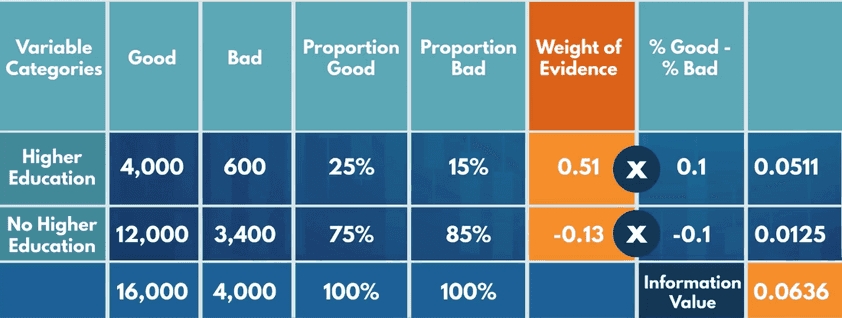 Variable Categories Good Bad Proportion Good Proportion Bad Weight of Evidence % Good - % Bad
Higher Education 4,000 600 25% 15% 0.51 X 0.1 0.0511
No Higher Education 12,000 3,400 75% 85% -0.13 X -0.1 0.0125
16,000 4,000 100% 100% Information Value 0.0636